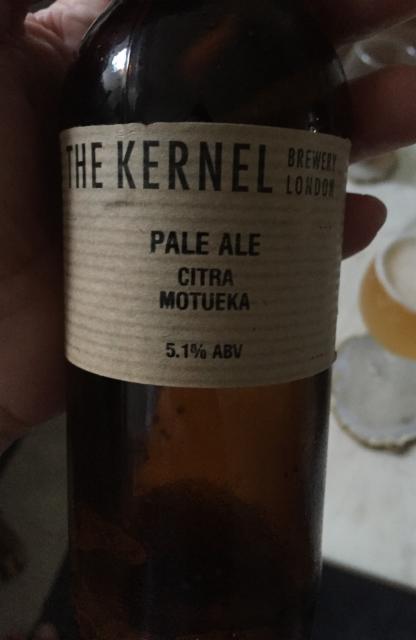 THE KERNEL BREWERY LONDON
PALE ALE
CITRA
MOTUEKA
5.1% ABV